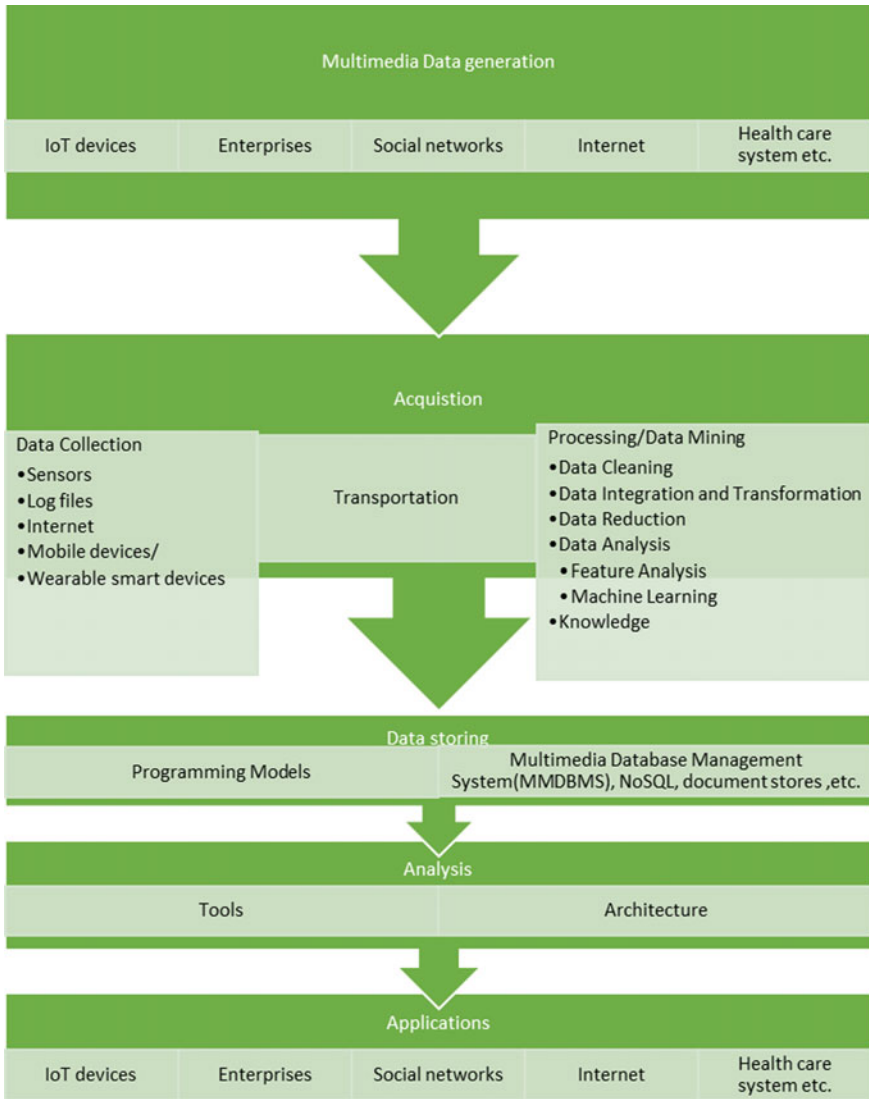 Multimedia Data generation
IoT devices
Enterprises
Social networks
Internet
Health care
system etc.
Acquistion
Data Collection
•Sensors
•Log files
•Internet
•Mobile devices/
•Wearable smart devices
Transportation
Processing/Data Mining
•Data Cleaning
•Data Integration and Transformation
•Data Reduction
•Data Analysis
•Feature Analysis
•Machine Learning
•Knowledge
Data storing
Programming Models
Multimedia Database Management
System(MMDBMS), NoSQL, document stores ,etc.
Analysis
Tools
Architecture
Applications
IoT devices
Enterprises
Social networks
Internet
Health care
system etc.